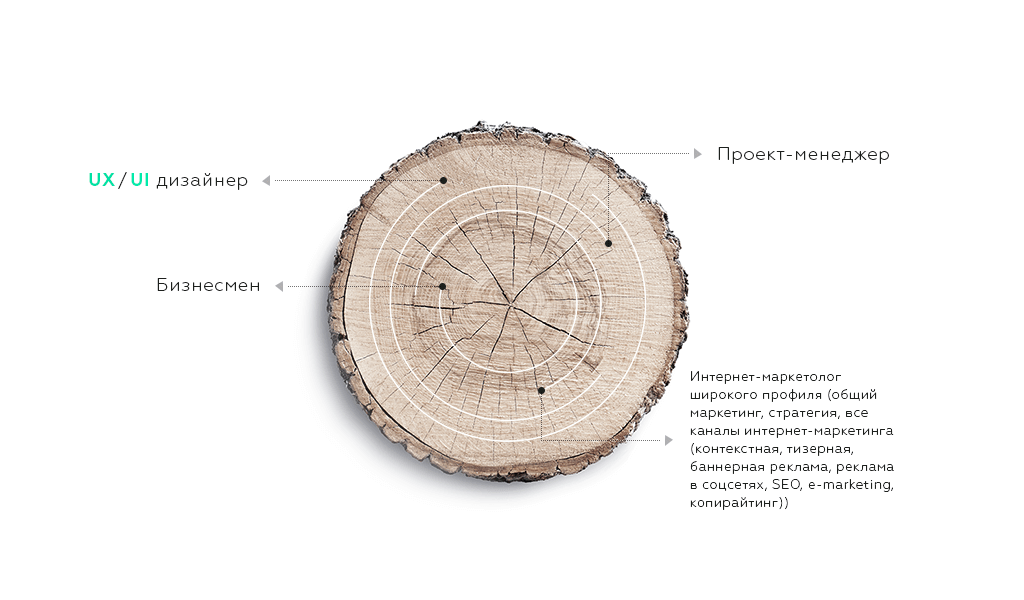 Проект-менеджер
UX/UI дизайнер
Бизнесмен
Интернет-маркетолог
широкого профиля (общий
маркетинг, стратегия, все
каналы интернет-маркетинга
(контекстная, тизерная,
баннерная реклама, реклама
в соцсетях, SEO, e-marketing,
копирайтинг))